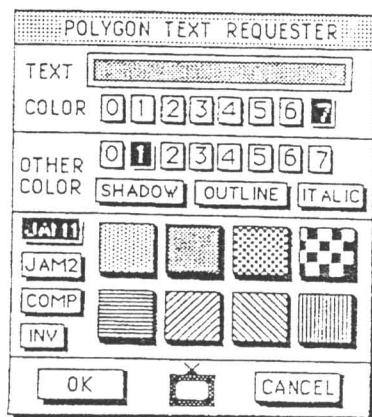 POLYGON TEXT REQUESTER
TEXT
COLOR 0 1 2 3 4 5 6 7
OTHER COLOR 0 1 2 3 4 5 6 7
SHADOW OUTLINE ITALIC
JAM1
JAM2
COMP
INV
OK CANCEL